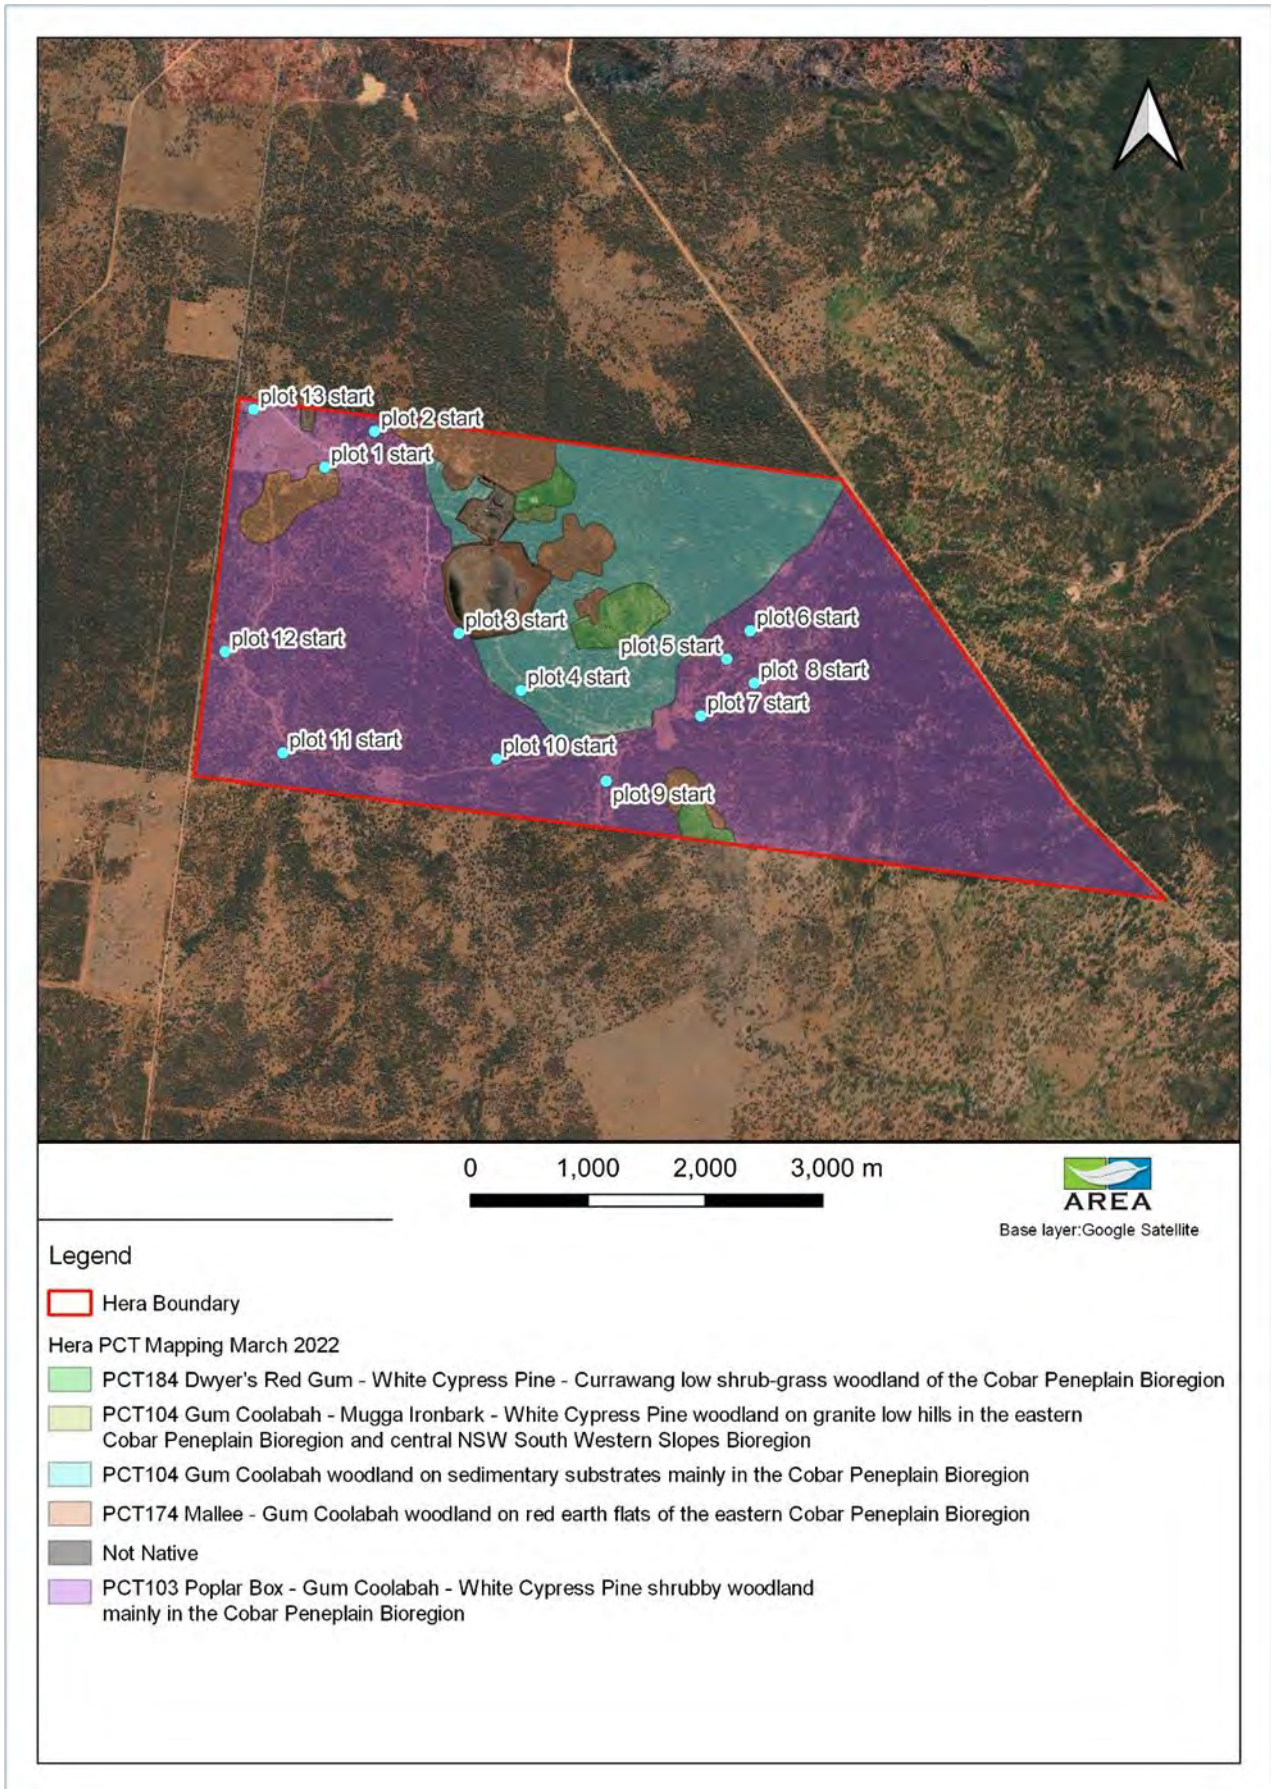 plot 13 start
plot 2 start
plot 1 start
plot 3 start
plot 6 start
plot 12 start
plot 5 start
plot 8 start
plot 4 start
plot 7 start
plot 11 start
plot 10 start
plot 9 start
0 1,000 2,000 3,000 m
AREA
Base layer:Google Satellite
Legend
Hera Boundary
Hera PCT Mapping March 2022
PCT184 Dwyer's Red Gum - White Cypress Pine - Currawang low shrub-grass woodland of the Cobar Peneplain Bioregion
PCT104 Gum Coolabah - Mugga Ironbark - White Cypress Pine woodland on granite low hills in the eastern
Cobar Peneplain Bioregion and central NSW South Western Slopes Bioregion
PCT104 Gum Coolabah woodland on sedimentary substrates mainly in the Cobar Peneplain Bioregion
PCT174 Mallee - Gum Coolabah woodland on red earth flats of the eastern Cobar Peneplain Bioregion
Not Native
PCT103 Poplar Box - Gum Coolabah - White Cypress Pine shrubby woodland
mainly in the Cobar Peneplain Bioregion